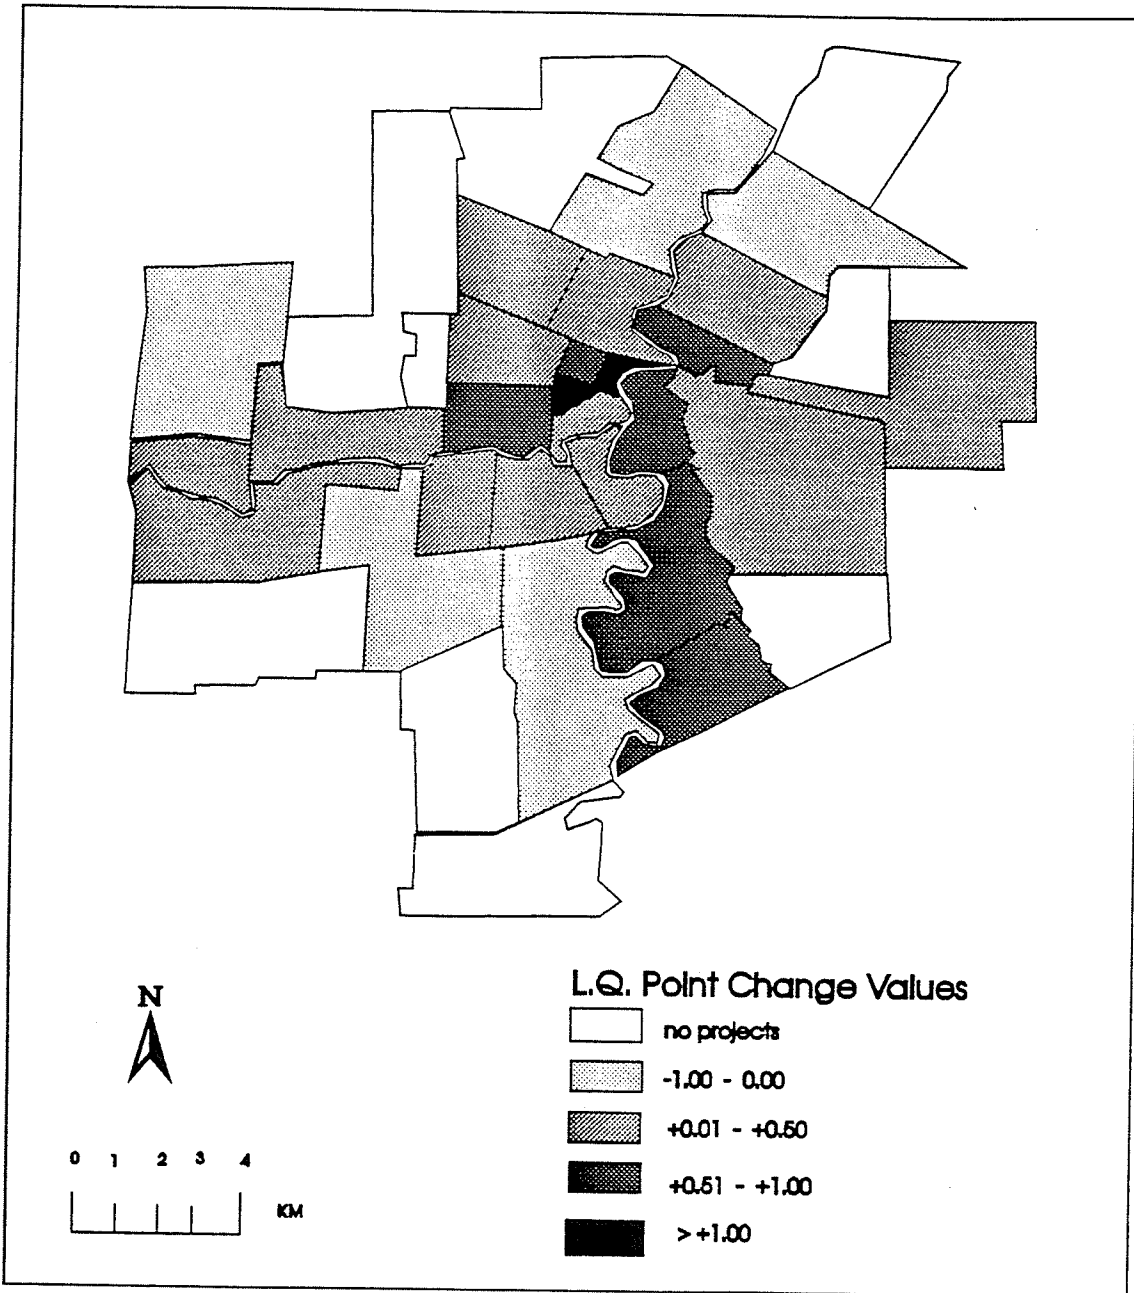 N
0 1 2 3 4
KM
L.Q. Point Change Values
no projects
-1.00 - 0.00
+0.01 - +0.50
+0.51 - +1.00
> +1.00